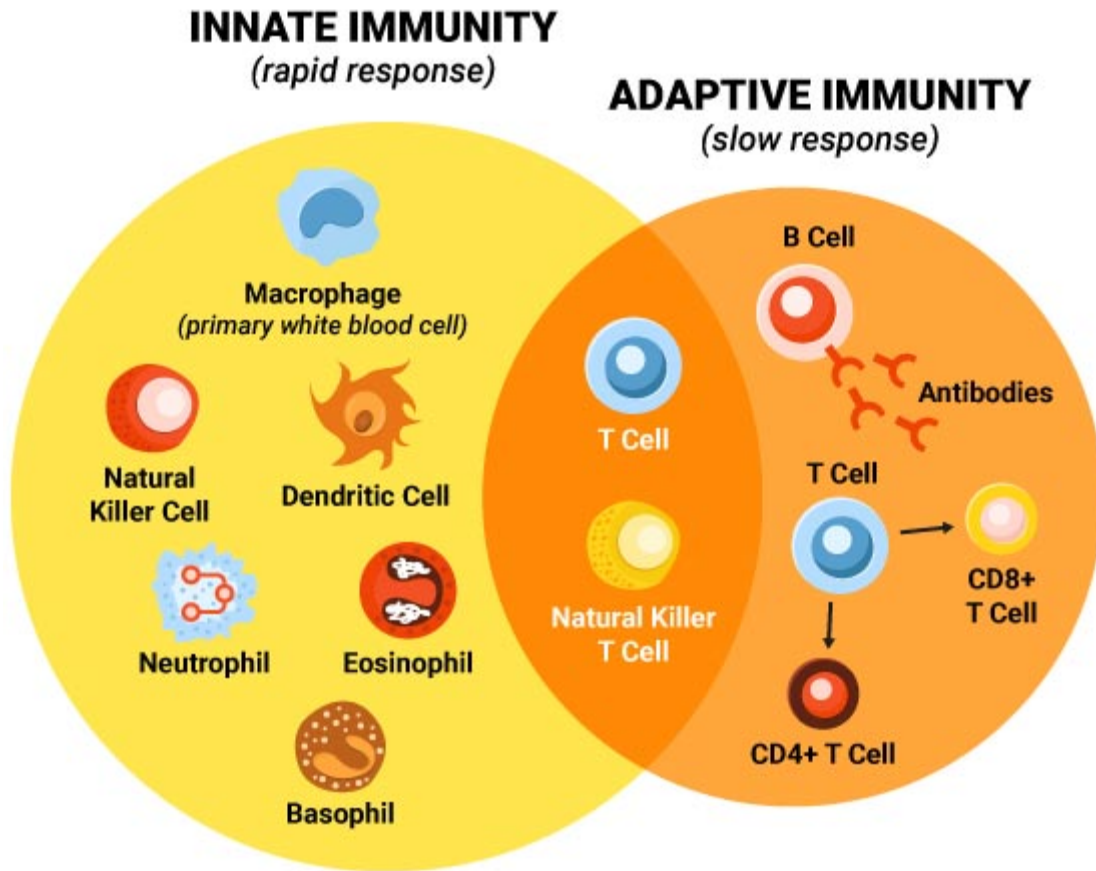 INNATE IMMUNITY
(rapid response)
ADAPTIVE IMMUNITY
(slow response)
Macrophage
(primary white blood cell)
Natural
Killer Cell
Dendritic Cell
Neutrophil
Eosinophil
Basophil
T Cell
Natural Killer
T Cell
B Cell
Antibodies
T Cell
CD8+
T Cell
CD4+ T Cell